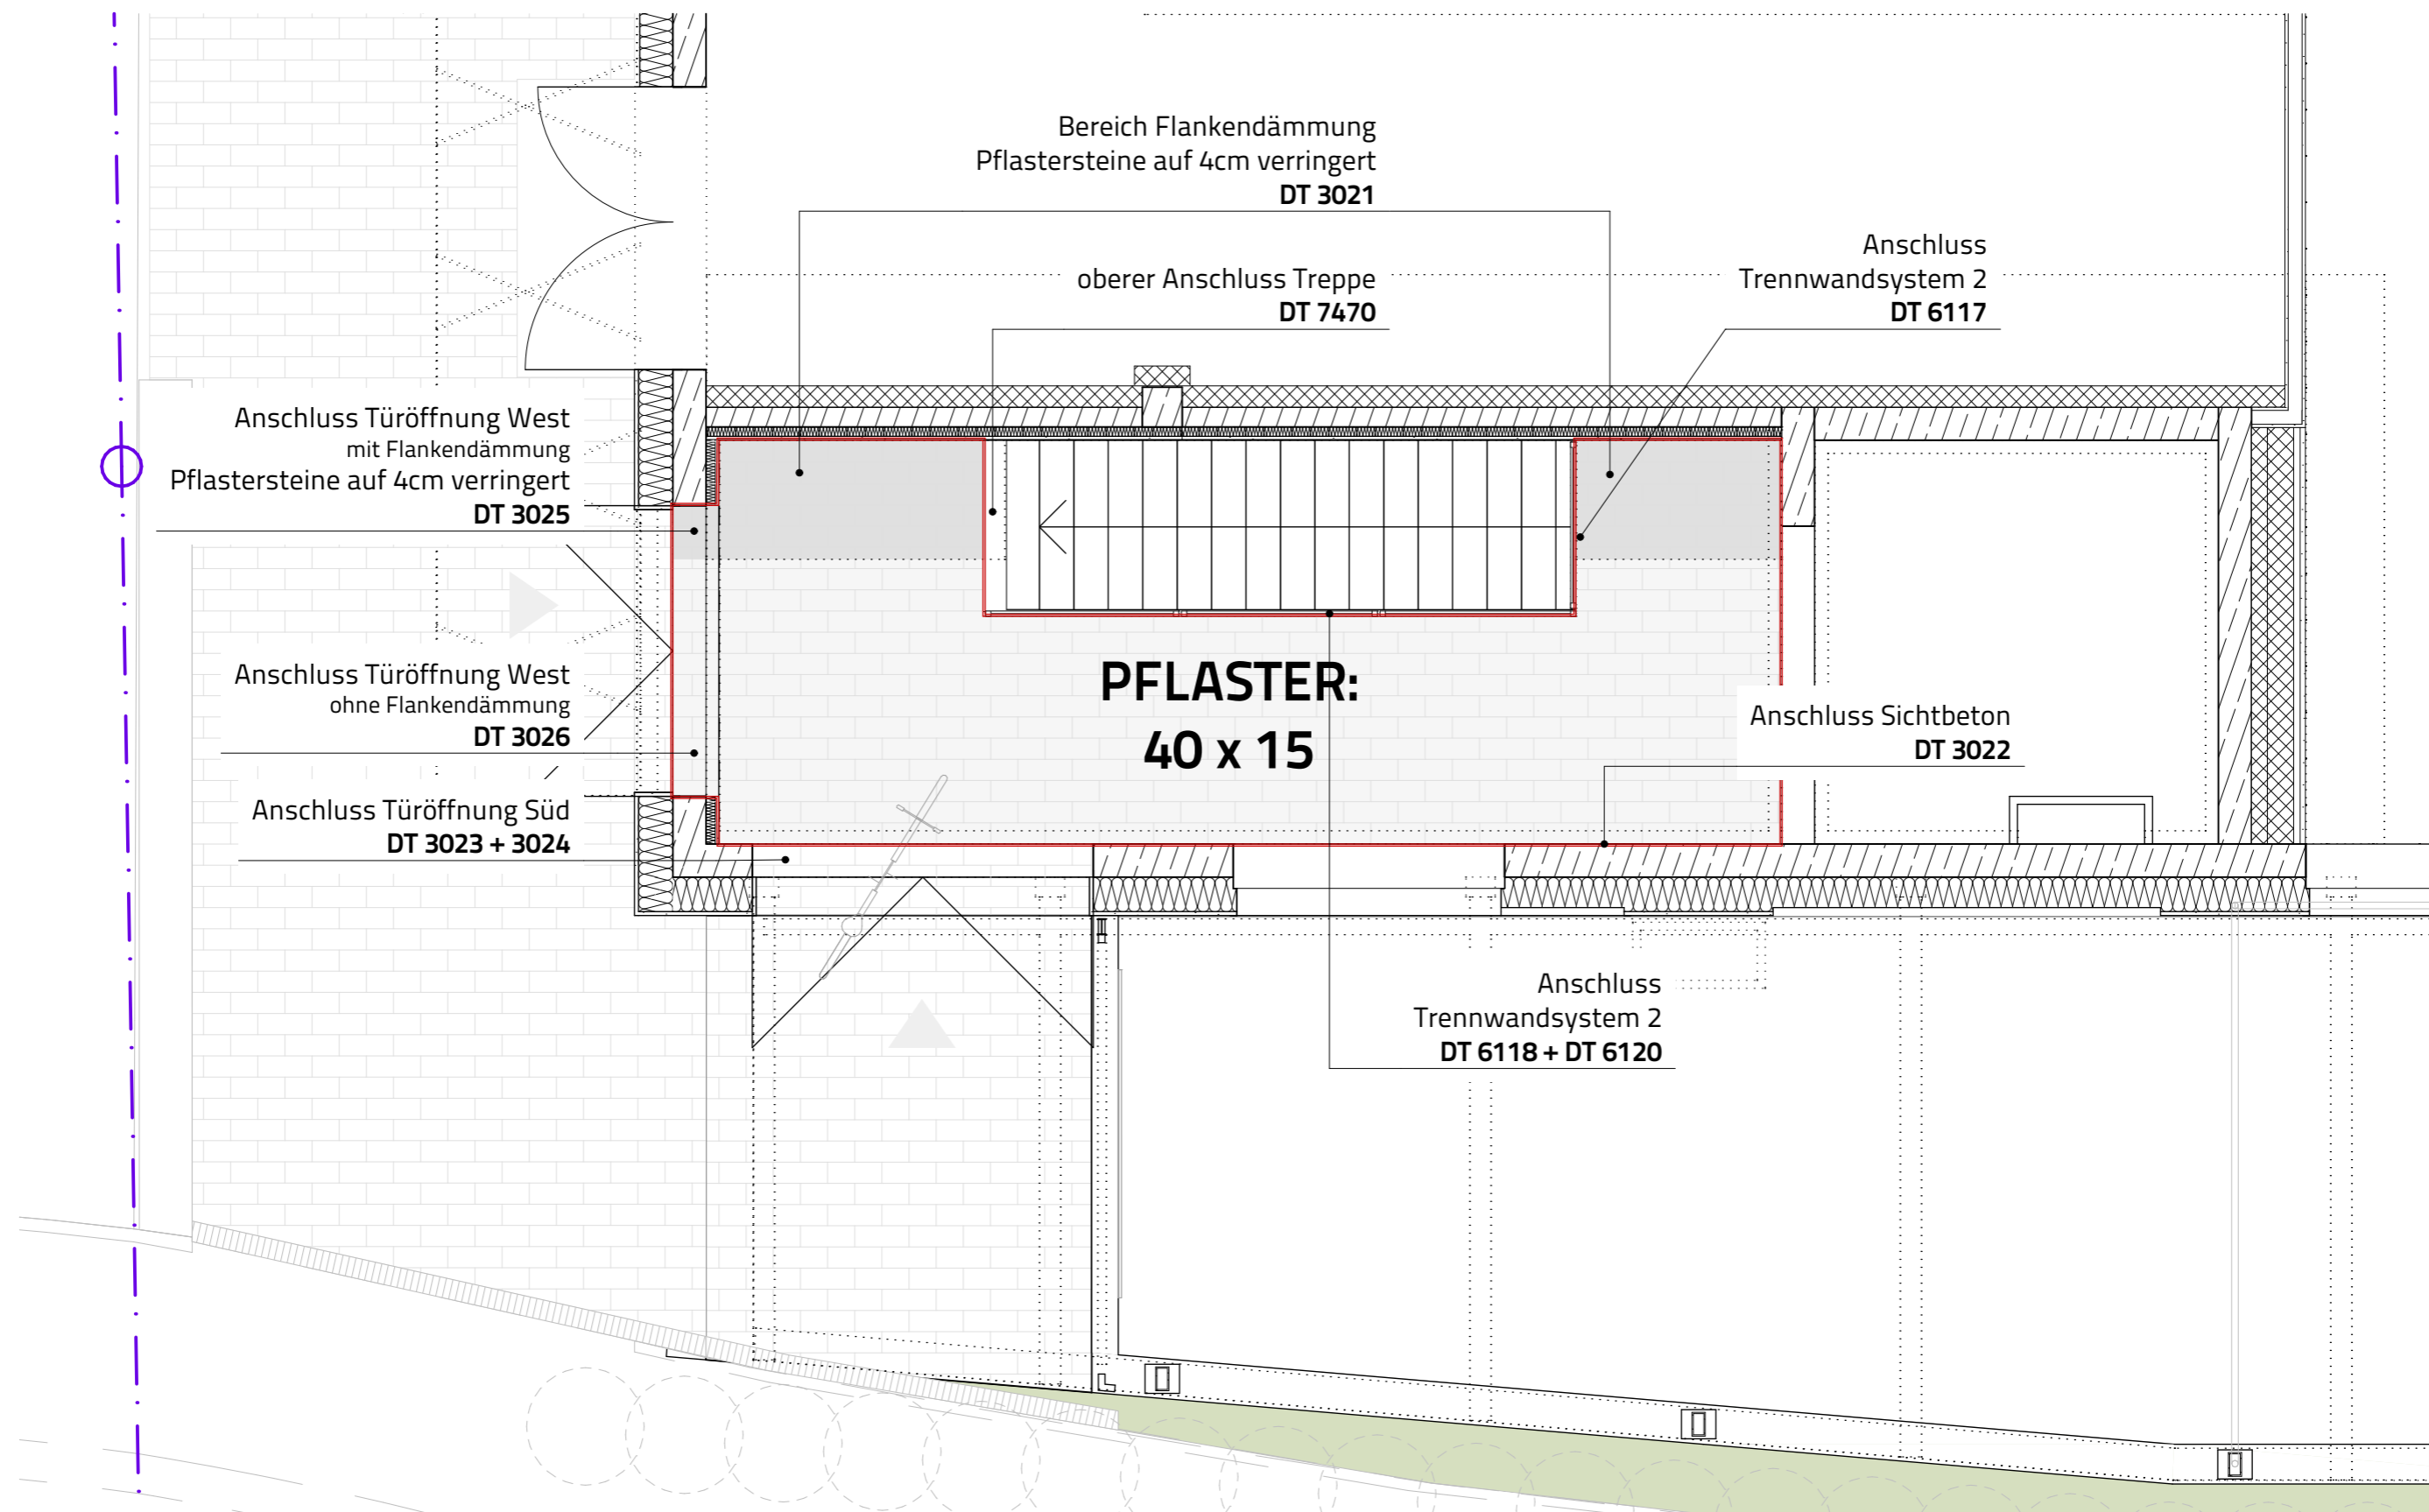 Bereich Flankendämmung
Pflastersteine auf 4cm verringert
DT 3021
Anschluss
Trennwandsystem 2
DT 6117
oberer Anschluss Treppe
DT 7470
Anschluss Türöffnung West
mit Flankendämmung
Pflastersteine auf 4cm verringert
DT 3025
Anschluss Türöffnung West
ohne Flankendämmung
DT 3026
PFLASTER:
40 x 15
Anschluss Sichtbeton
DT 3022
Anschluss Türöffnung Süd
DT 3023 + 3024
Anschluss
Trennwandsystem 2
DT 6118 + DT 6120